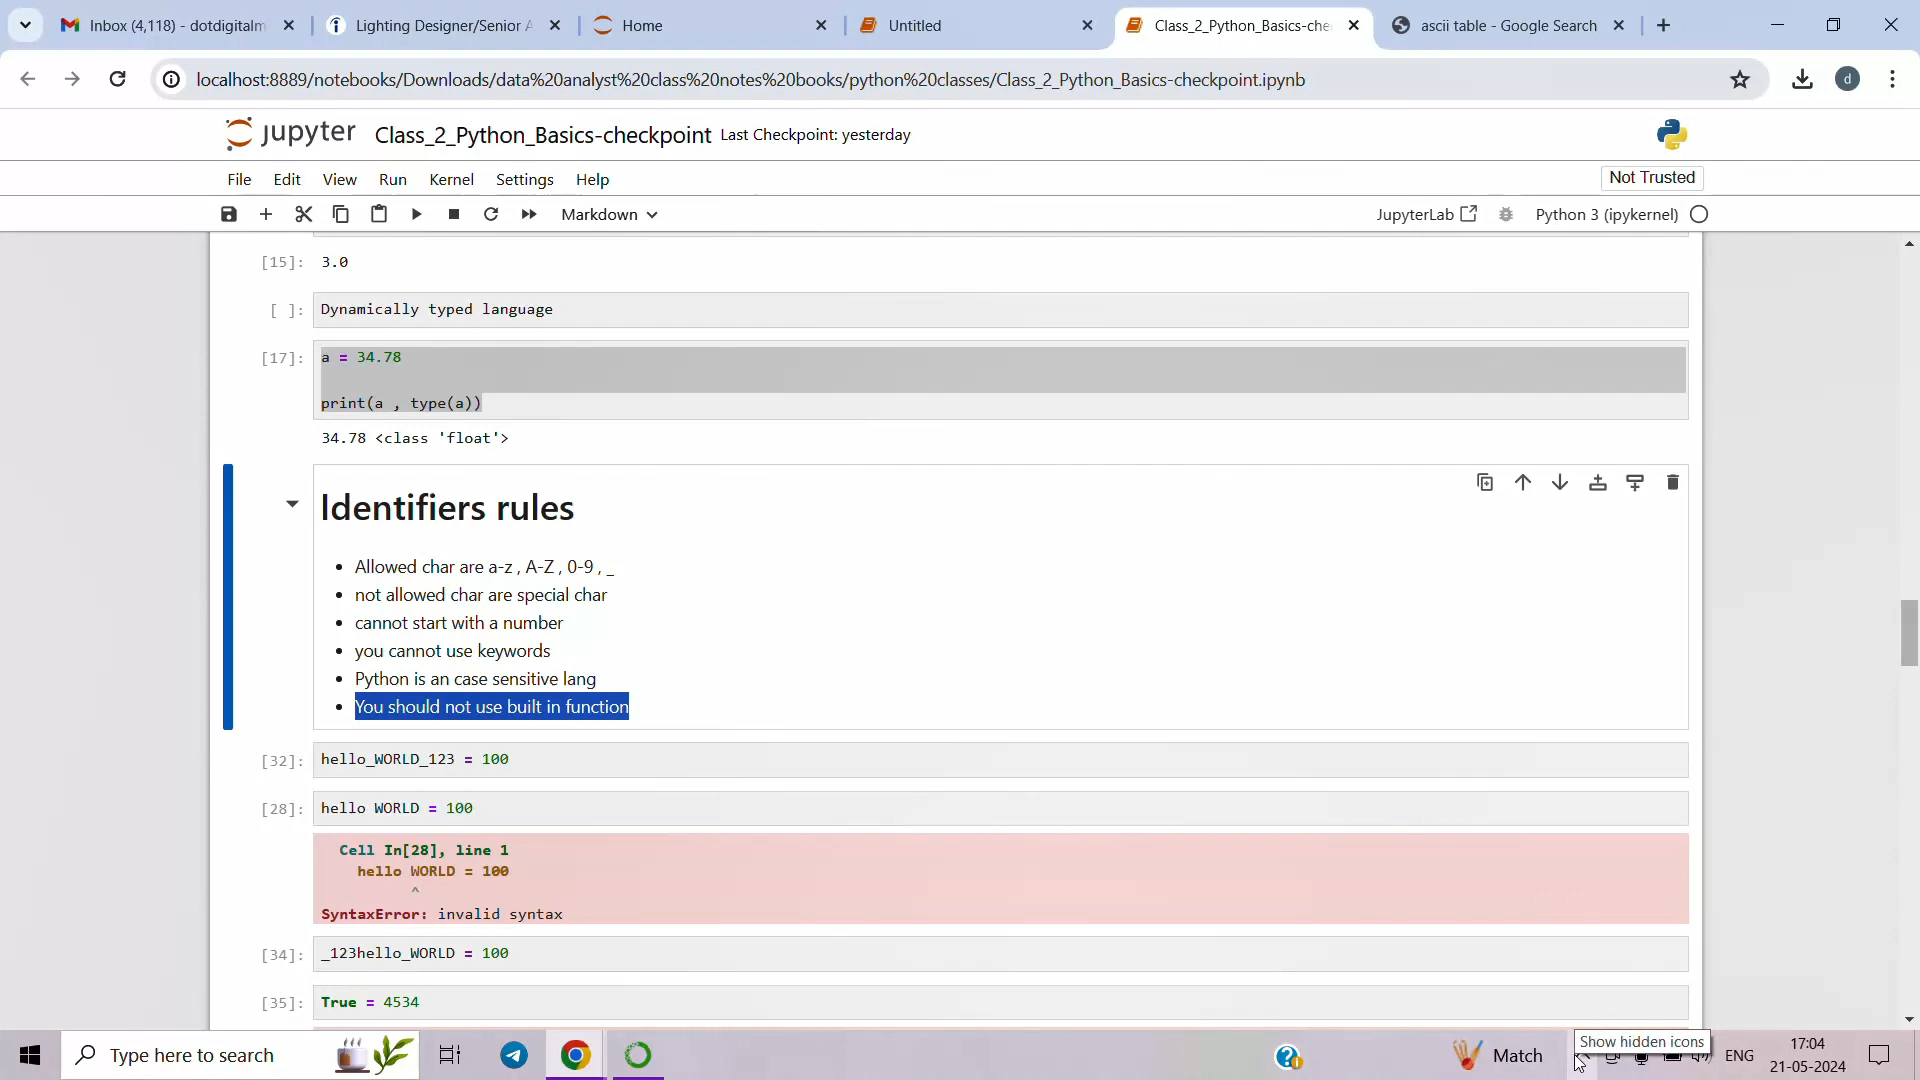 Inbox (4,118) - dotdigitalm
Lighting Designer/Senior A
Home
Untitled
Class_2_Python_Basics-che
ascii table - Google Search
localhost:8889/notebooks/Downloads/data%20analyst%20class%20notes%20books/python%20classes/Class_2_Python_Basics-checkpoint.ipynb
d
jupyter Class_2_Python_Basics-checkpoint Last Checkpoint: yesterday
File Edit View Run Kernel Settings Help
Not Trusted
Markdown
JupyterLab
Python 3 (ipykernel)
[15]: 3.0
[ ]: Dynamically typed language
[17]: a = 34.78
print(a , type(a))
34.78 <class 'float'>
Identifiers rules
• Allowed char are a-z , A-Z , 0-9 , _
• not allowed char are special char
• cannot start with a number
• you cannot use keywords
• Python is an case sensitive lang
• You should not use built in function
[32]: hello_WORLD_123 = 100
[28]: hello WORLD = 100
Cell In[28], line 1
hello WORLD = 100
^
SyntaxError: invalid syntax
[34]: _123hello_WORLD = 100
[35]: True = 4534
Show hidden icons
Type here to search
Match
ENG
17:04
21-05-2024